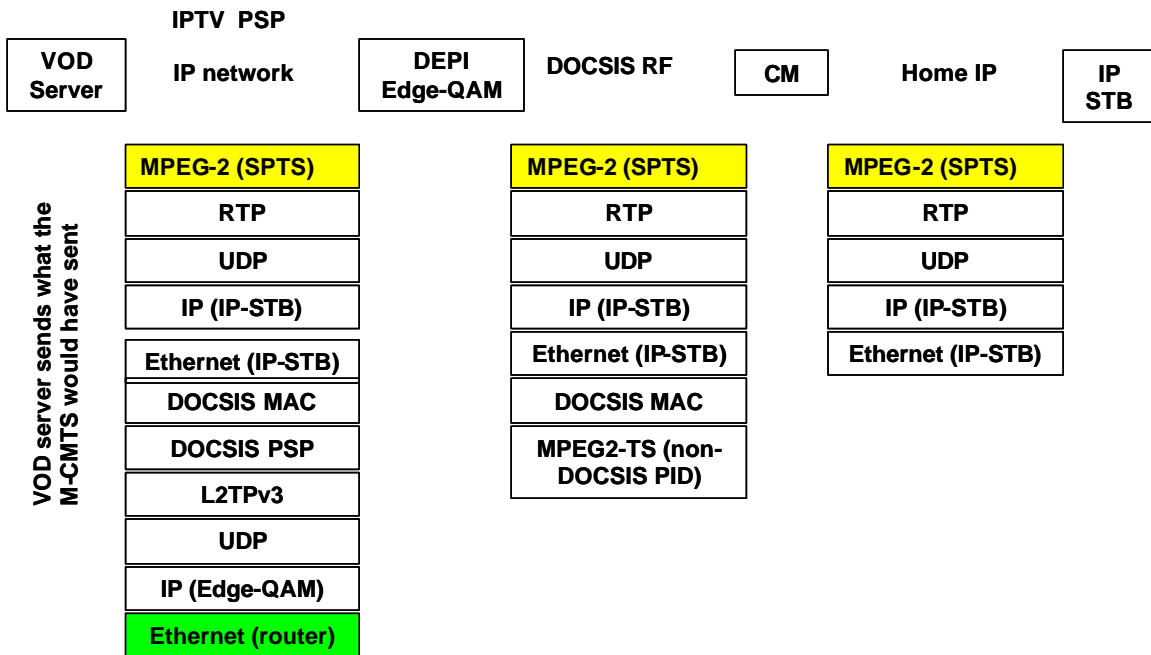 IPTV PSP
VOD
Server
IP network
DEPI
Edge-QAM
DOCSIS RF
CM
Home IP
IP
STB
VOD server sends what the
M-CMTS would have sent
MPEG-2 (SPTS)
RTP
UDP
IP (IP-STB)
Ethernet (IP-STB)
DOCSIS MAC
DOCSIS PSP
L2TPv3
UDP
IP (Edge-QAM)
Ethernet (router)
MPEG-2 (SPTS)
RTP
UDP
IP (IP-STB)
Ethernet (IP-STB)
DOCSIS MAC
MPEG2-TS (non-
DOCSIS PID)
MPEG-2 (SPTS)
RTP
UDP
IP (IP-STB)
Ethernet (IP-STB)